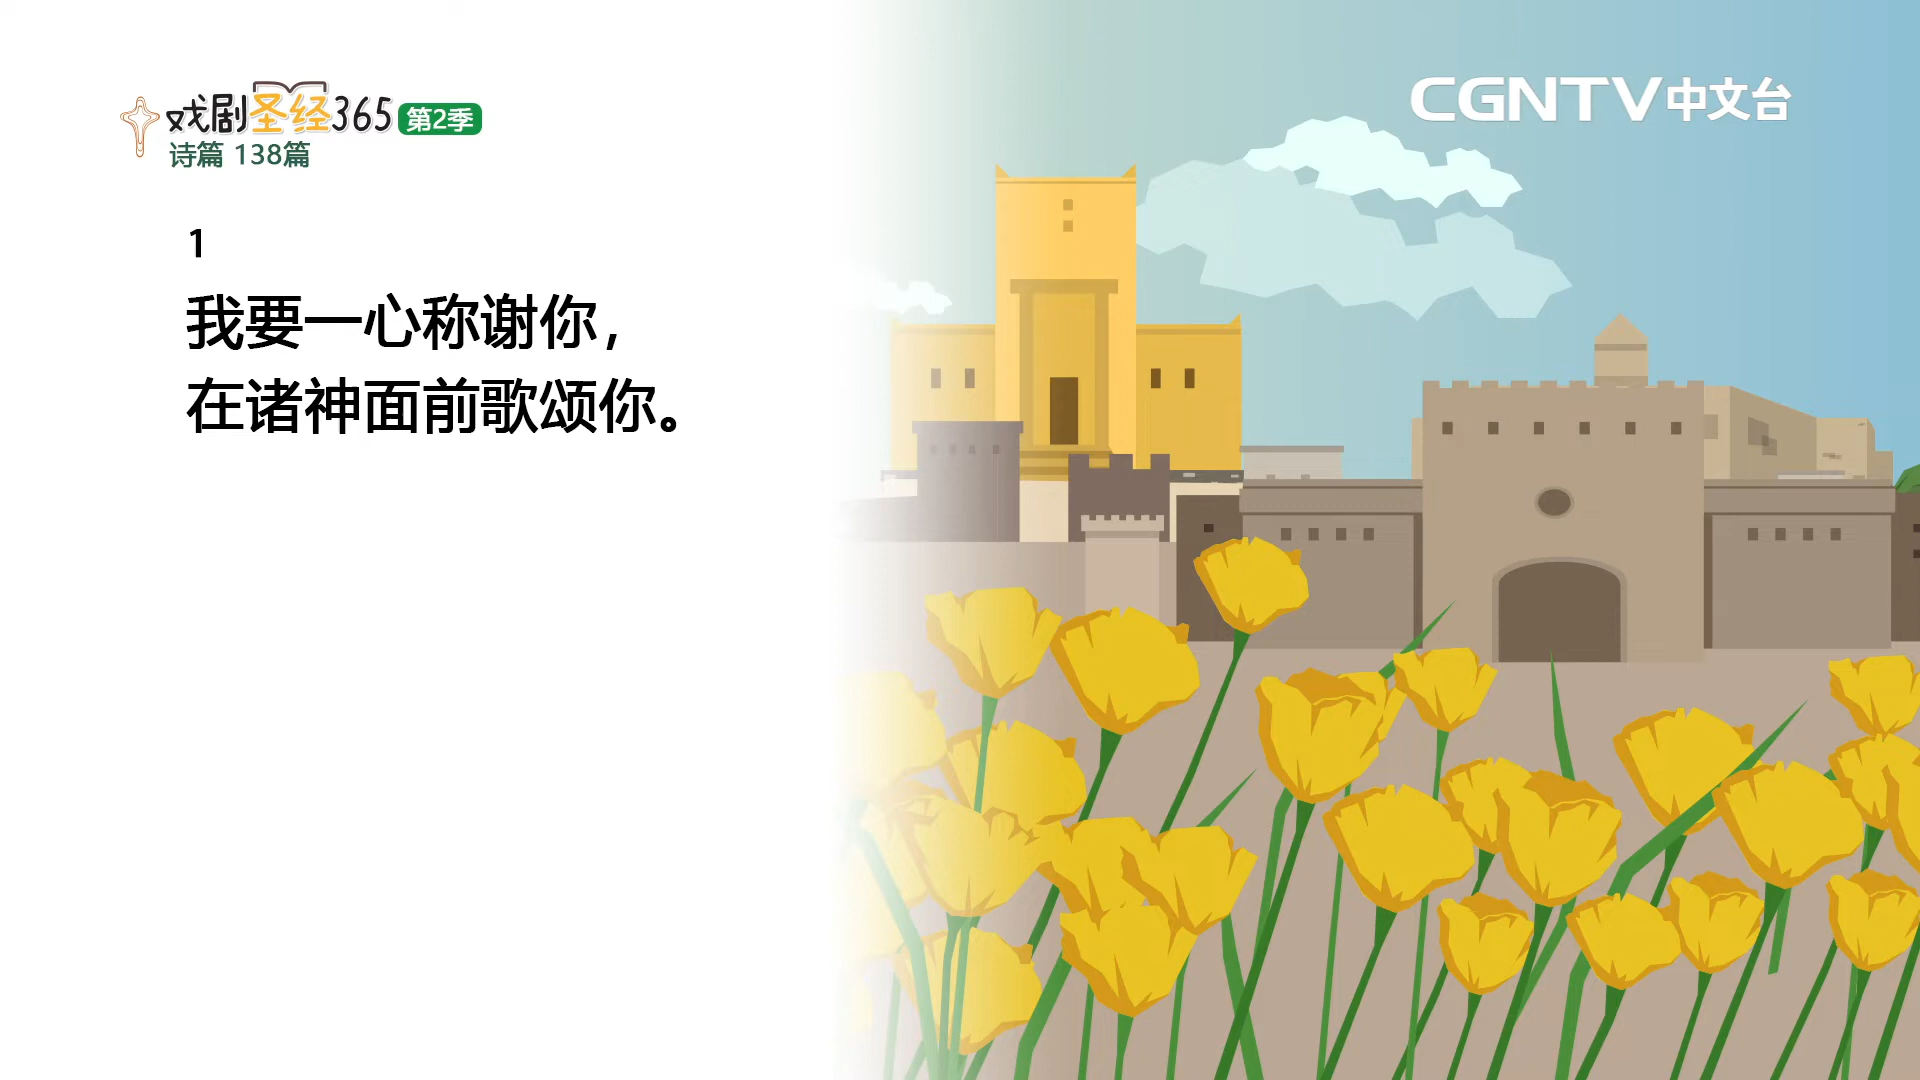 戏剧圣经365 第2季
诗篇 138篇
CGNTV中文台
1
我要一心称谢你，
在诸神面前歌颂你。